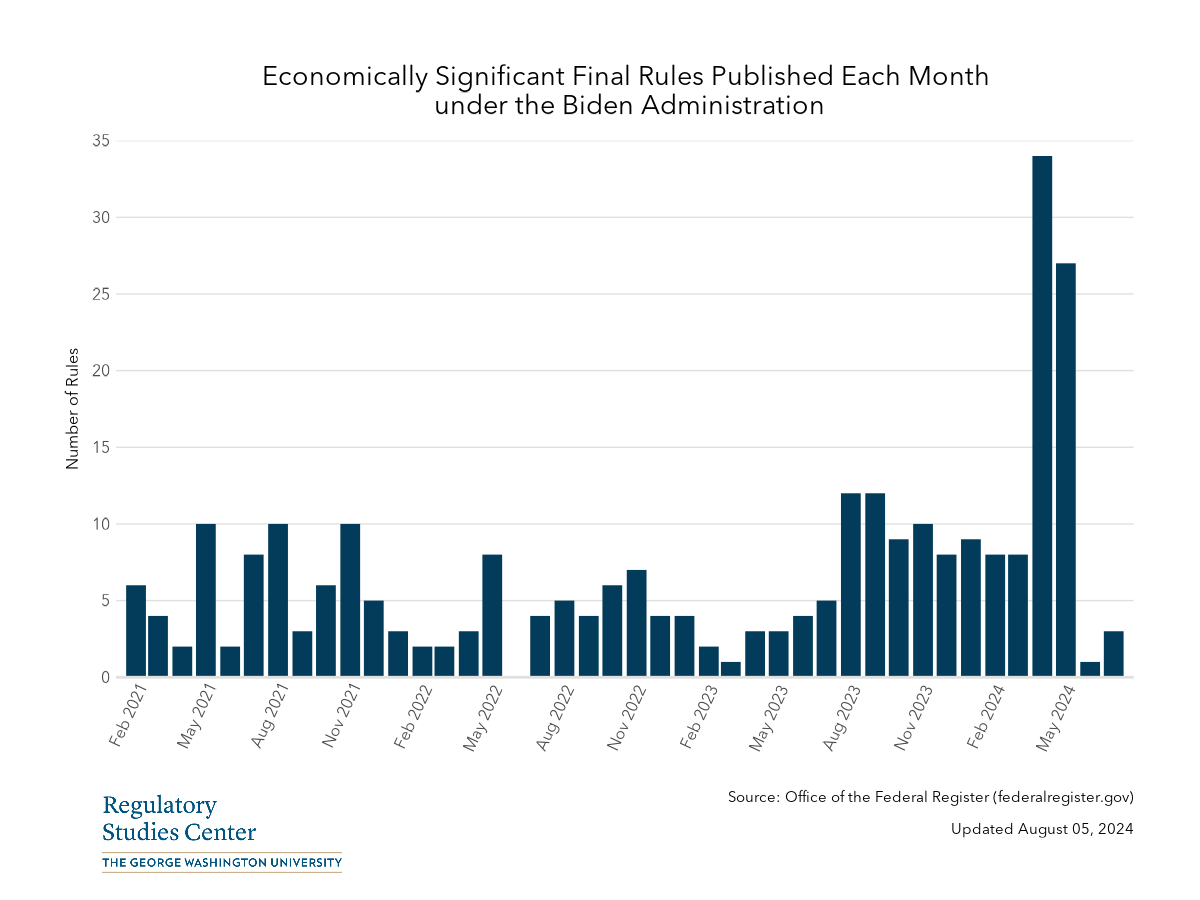 Economically Significant Final Rules Published Each Month
under the Biden Administration
Number of Rules
35
30
25
20
15
10
5
0
Feb 2021
May 2021
Aug 2021
Nov 2021
Feb 2022
May 2022
Aug 2022
Nov 2022
Feb 2023
May 2023
Aug 2023
Nov 2023
Feb 2024
May 2024
Regulatory
Studies Center
THE GEORGE WASHINGTON UNIVERSITY
Source: Office of the Federal Register (federalregister.gov)
Updated August 05, 2024